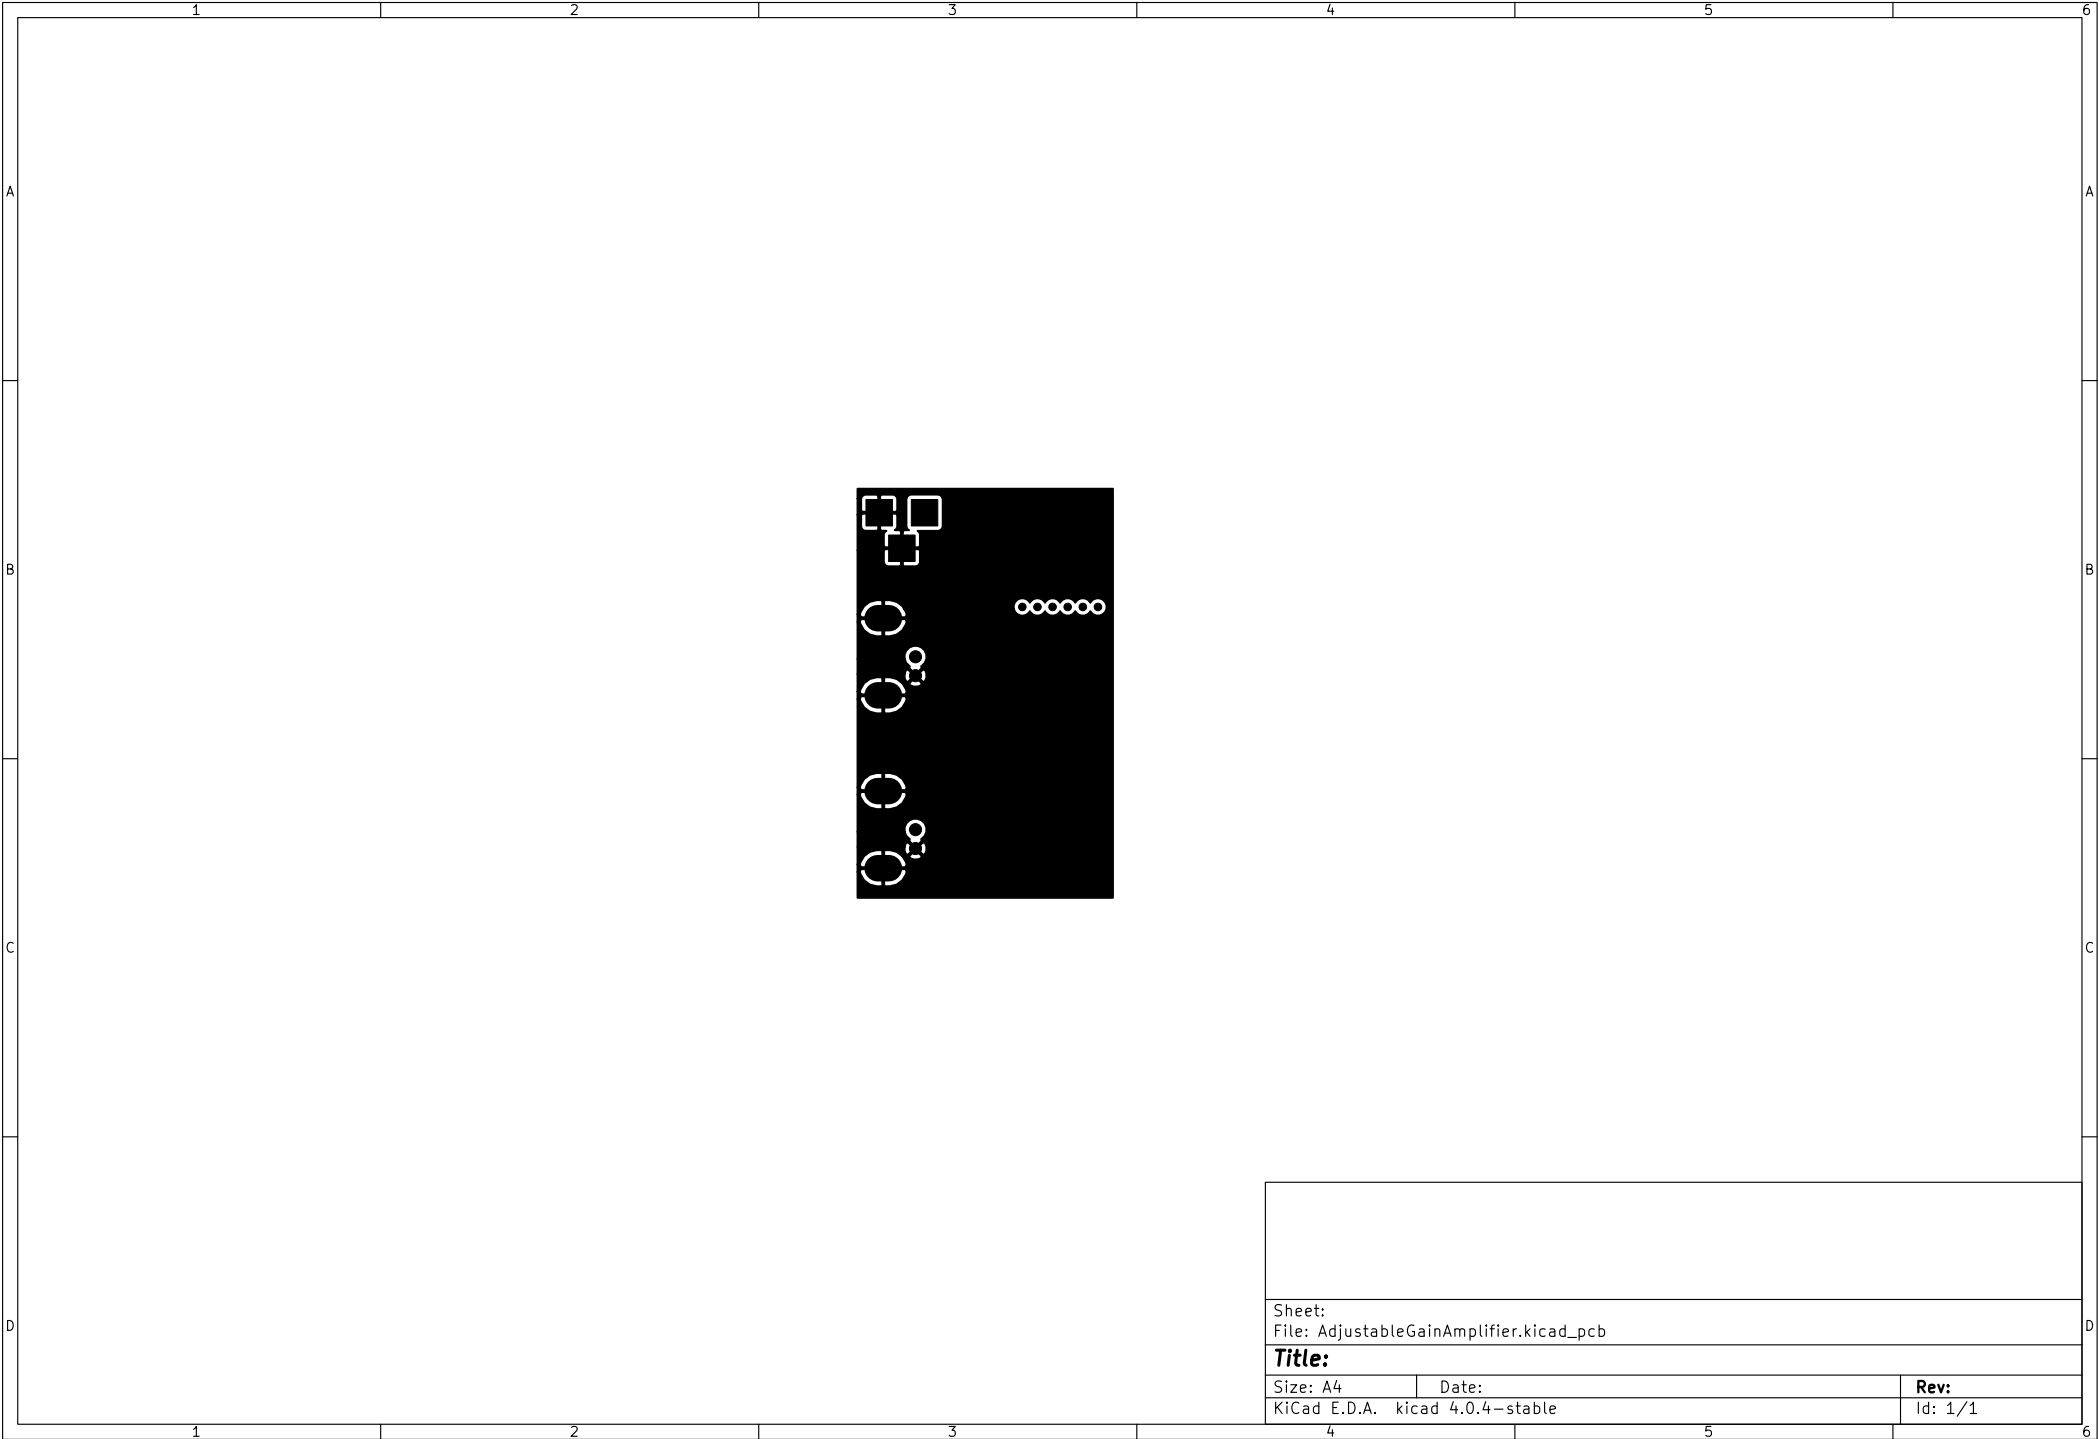 1 2 3 4 5 6
A A
B B
C C
Sheet:
D D
File: AdjustableGainAmplifier.kicad_pcb
Title:
Size: A4 Date: Rev:
KiCad E.D.A. kicad 4.0.4-stable Id: 1/1
1 2 3 4 5 6